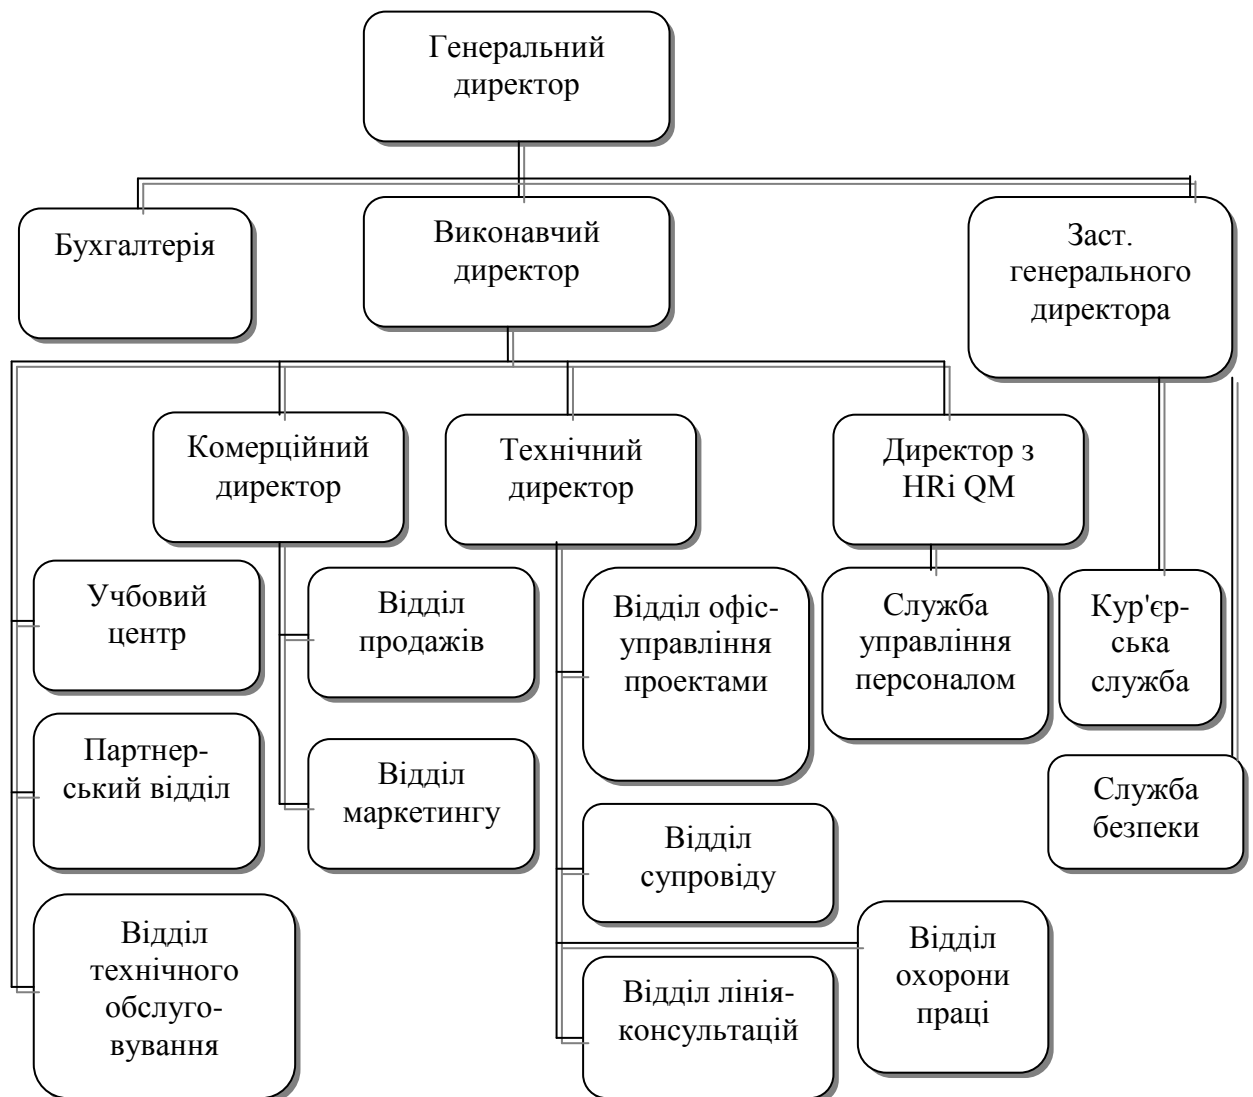 Генеральний
директор
Бухгалтерія
Виконавчий
директор
Заст.
генерального
директора
Комерційний
директор
Технічний
директор
Директор з
HRі QM
Учбовий
центр
Відділ
продажів
Відділ офіс-
управління
проектами
Служба
управління
персоналом
Кур'єр-
ська
служба
Партнер-
ський відділ
Відділ
маркетингу
Служба
безпеки
Відділ
супровіду
Відділ
технічного
обслуго-
вування
Відділ лінія-
консультацій
Відділ
охорони
праці